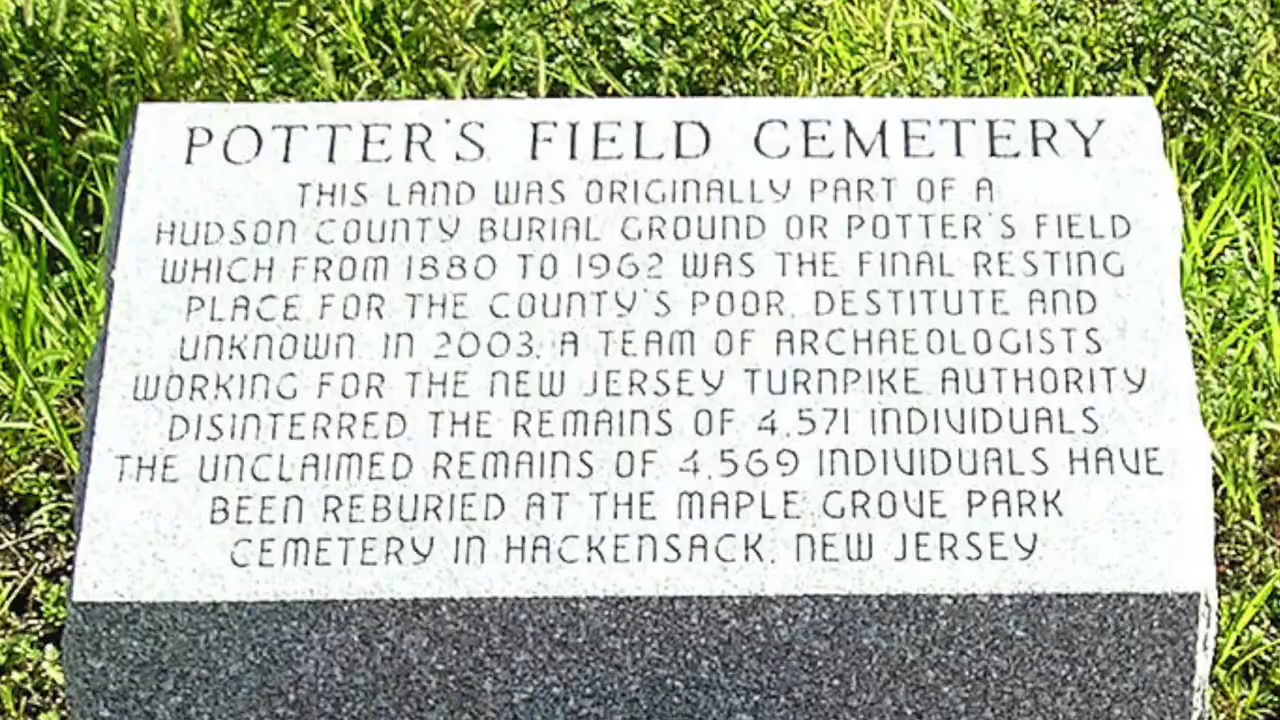 POTTER'S FIELD CEMETERY
THIS LAND WAS ORIGINALLY PART OF A
HUDSON COUNTY BURIAL GROUND OR POTTER'S FIELD
WHICH FROM 1880 TO 1962 WAS THE FINAL RESTING
PLACE FOR THE COUNTY'S POOR, DESTITUTE AND
UNKNOWN. IN 2003, A TEAM OF ARCHAEOLOGISTS
WORKING FOR THE NEW JERSEY TURNPIKE AUTHORITY
DISINTERRED THE REMAINS OF 4,571 INDIVIDUALS.
THE UNCLAIMED REMAINS OF 4,569 INDIVIDUALS HAVE
BEEN REBURIED AT THE MAPLE GROVE PARK
CEMETERY IN HACKENSACK, NEW JERSEY.